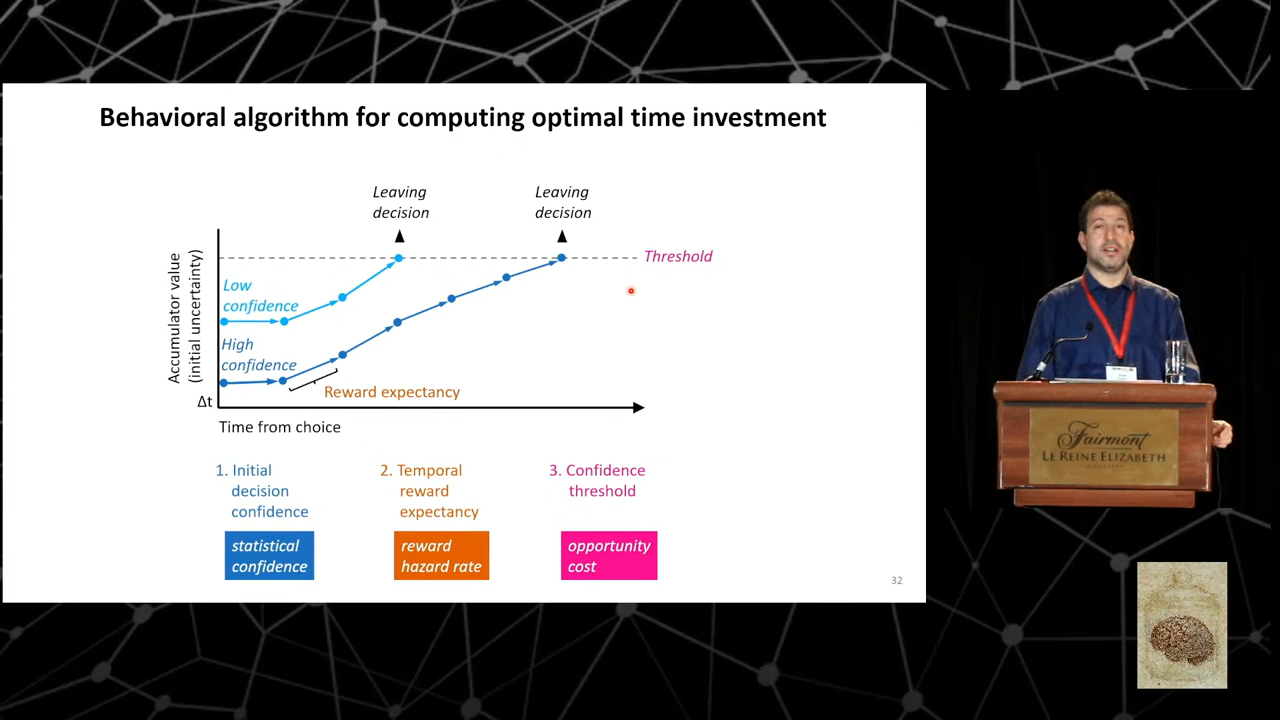 Behavioral algorithm for computing optimal time investment
Leaving
decision
Leaving
decision
Threshold
Accumulator value
(initial uncertainty)
Low
confidence
High
confidence
Reward expectancy
Δt
Time from choice
1. Initial
decision
confidence
2. Temporal
reward
expectancy
3. Confidence
threshold
statistical
confidence
reward
hazard rate
opportunity
cost
32
Fairmont
LE REINE ELIZABETH